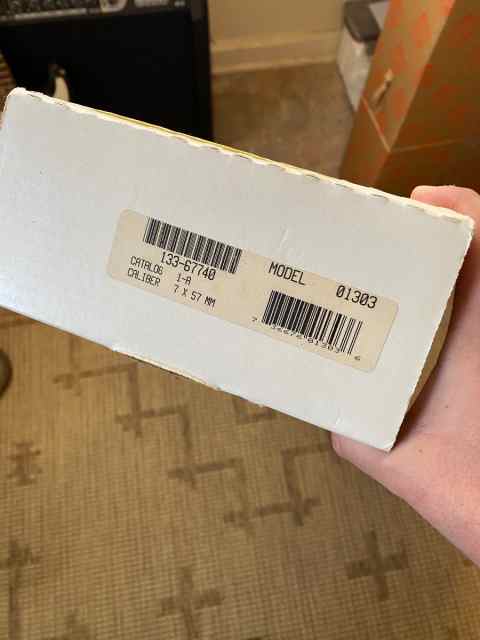 133-67740
CATALOG 1-A
CALIBER 7 X 57 MM
MODEL 01303